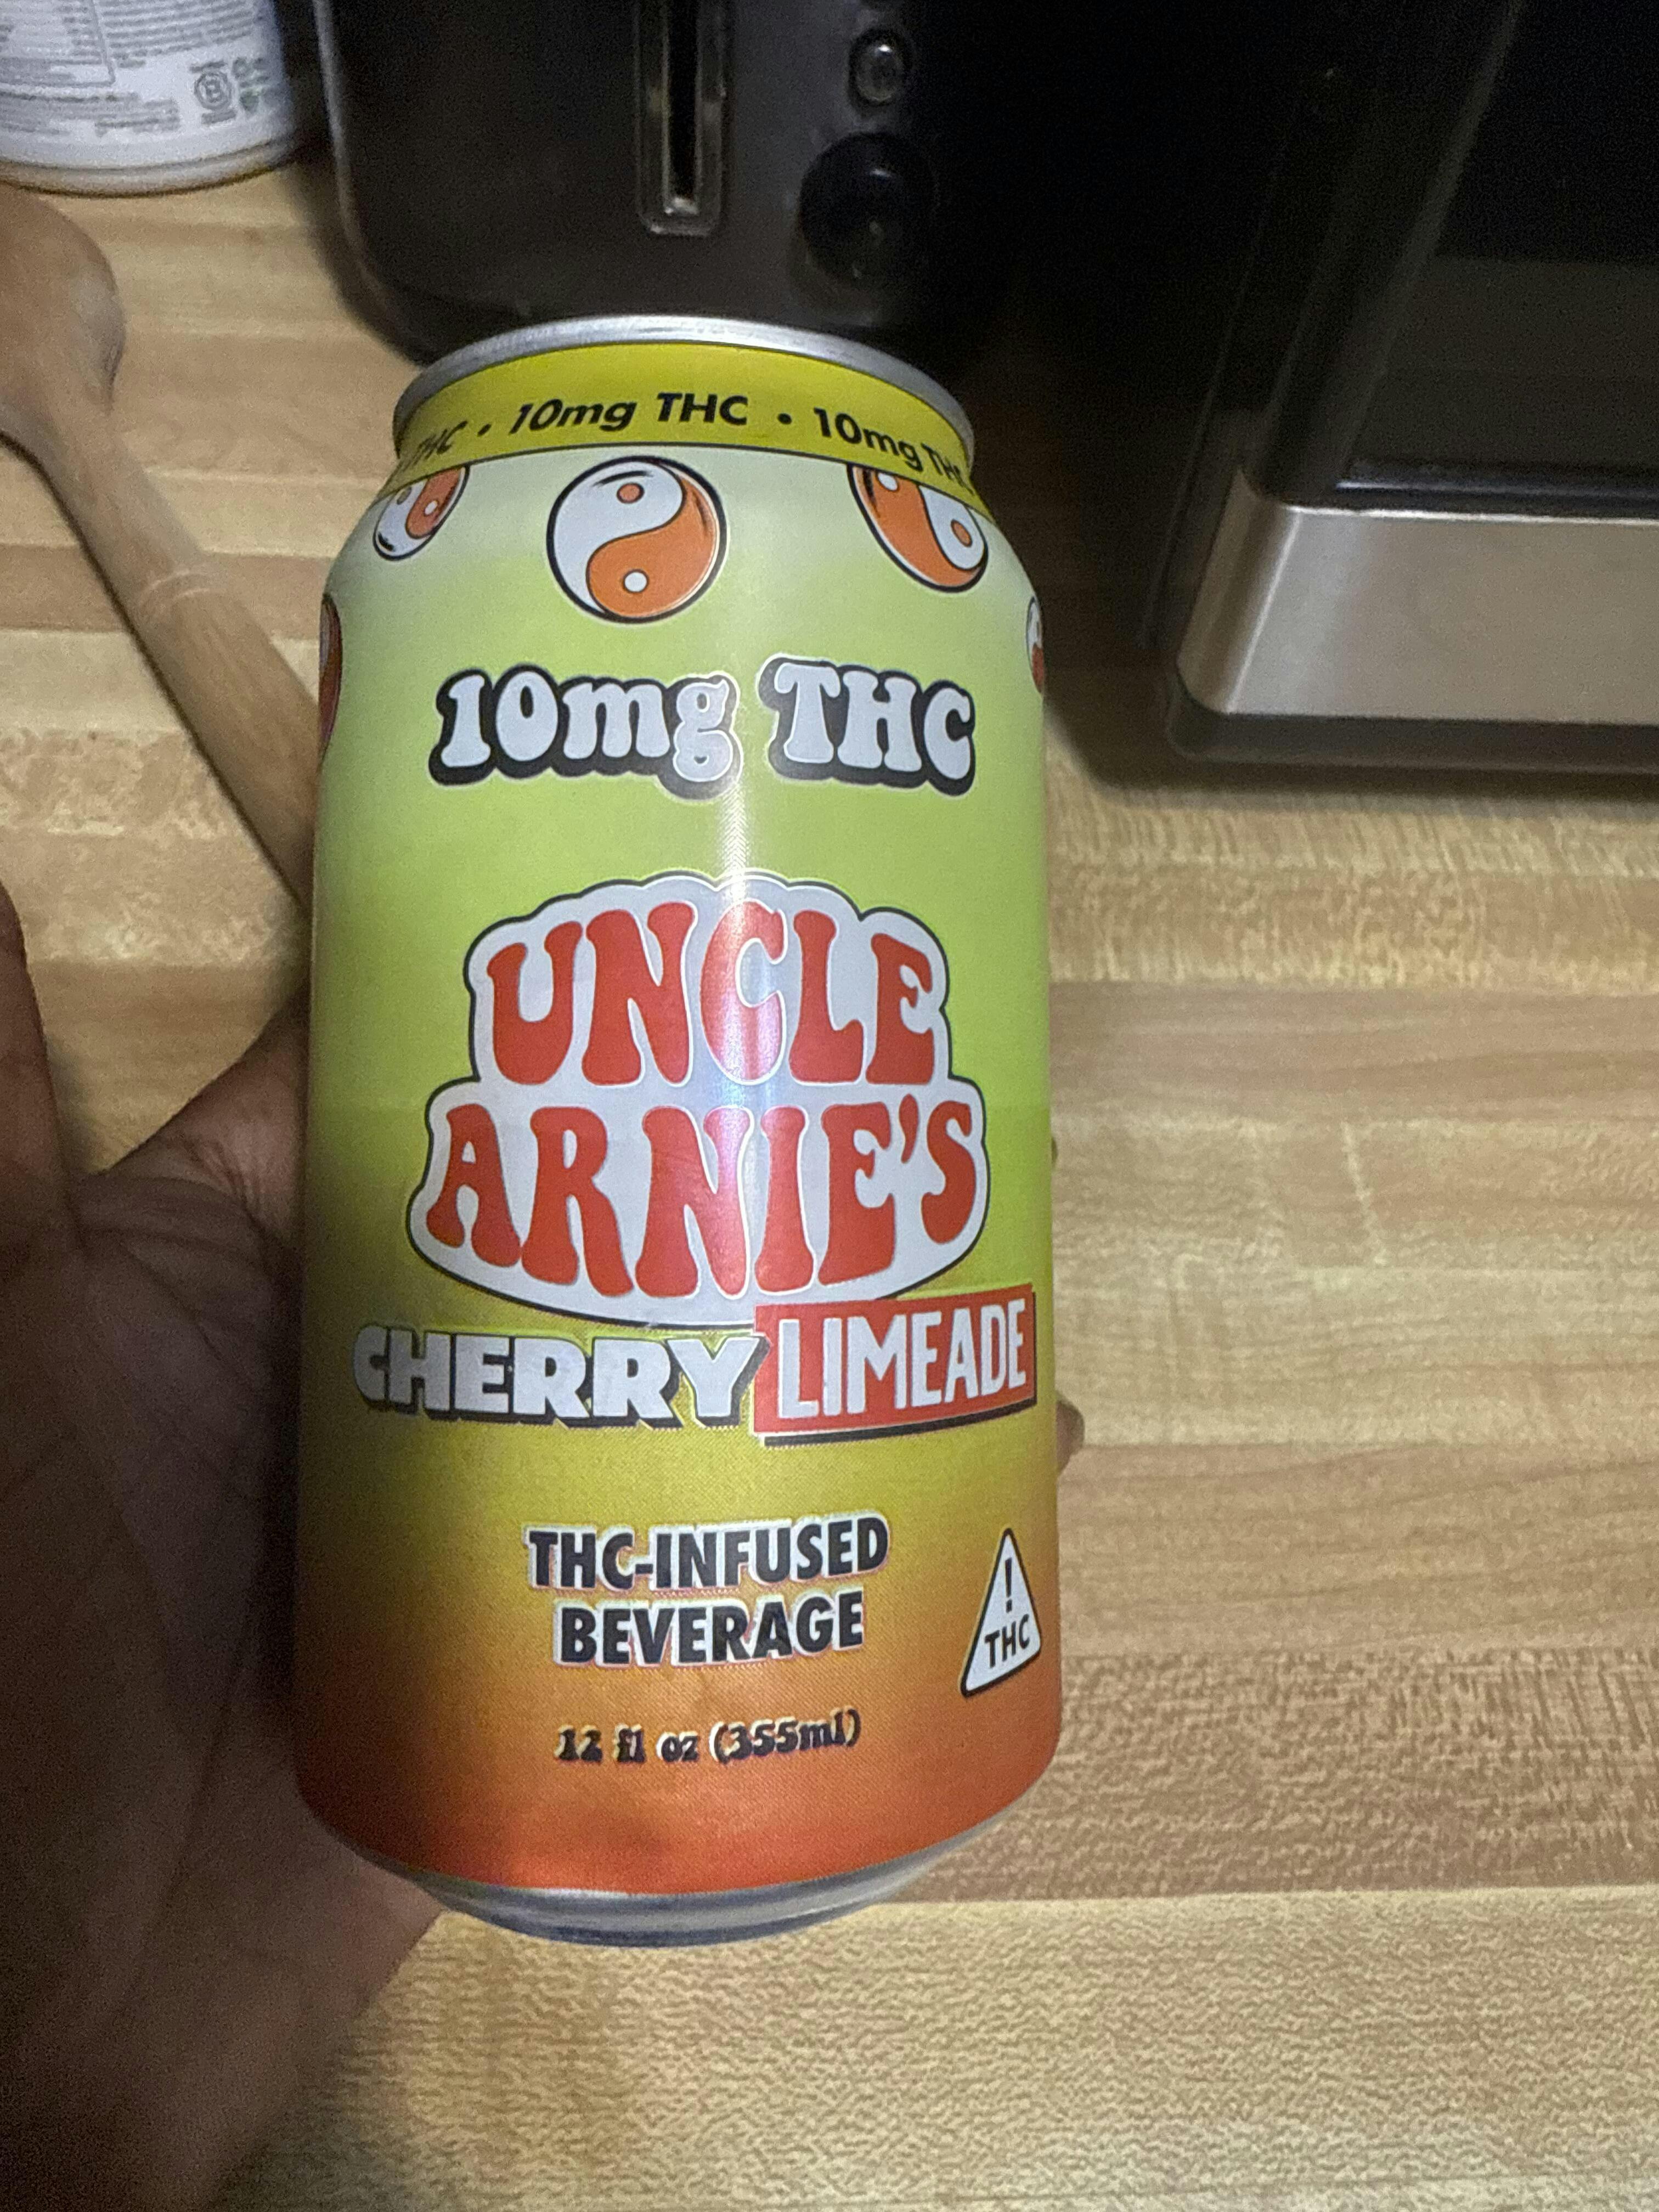 THC • 10mg THC • 10mg THC
10mg THC
UNCLE
ARNIE'S
CHERRY LIMEADE
THC-INFUSED
BEVERAGE
!
THC
12 fl oz (355ml)